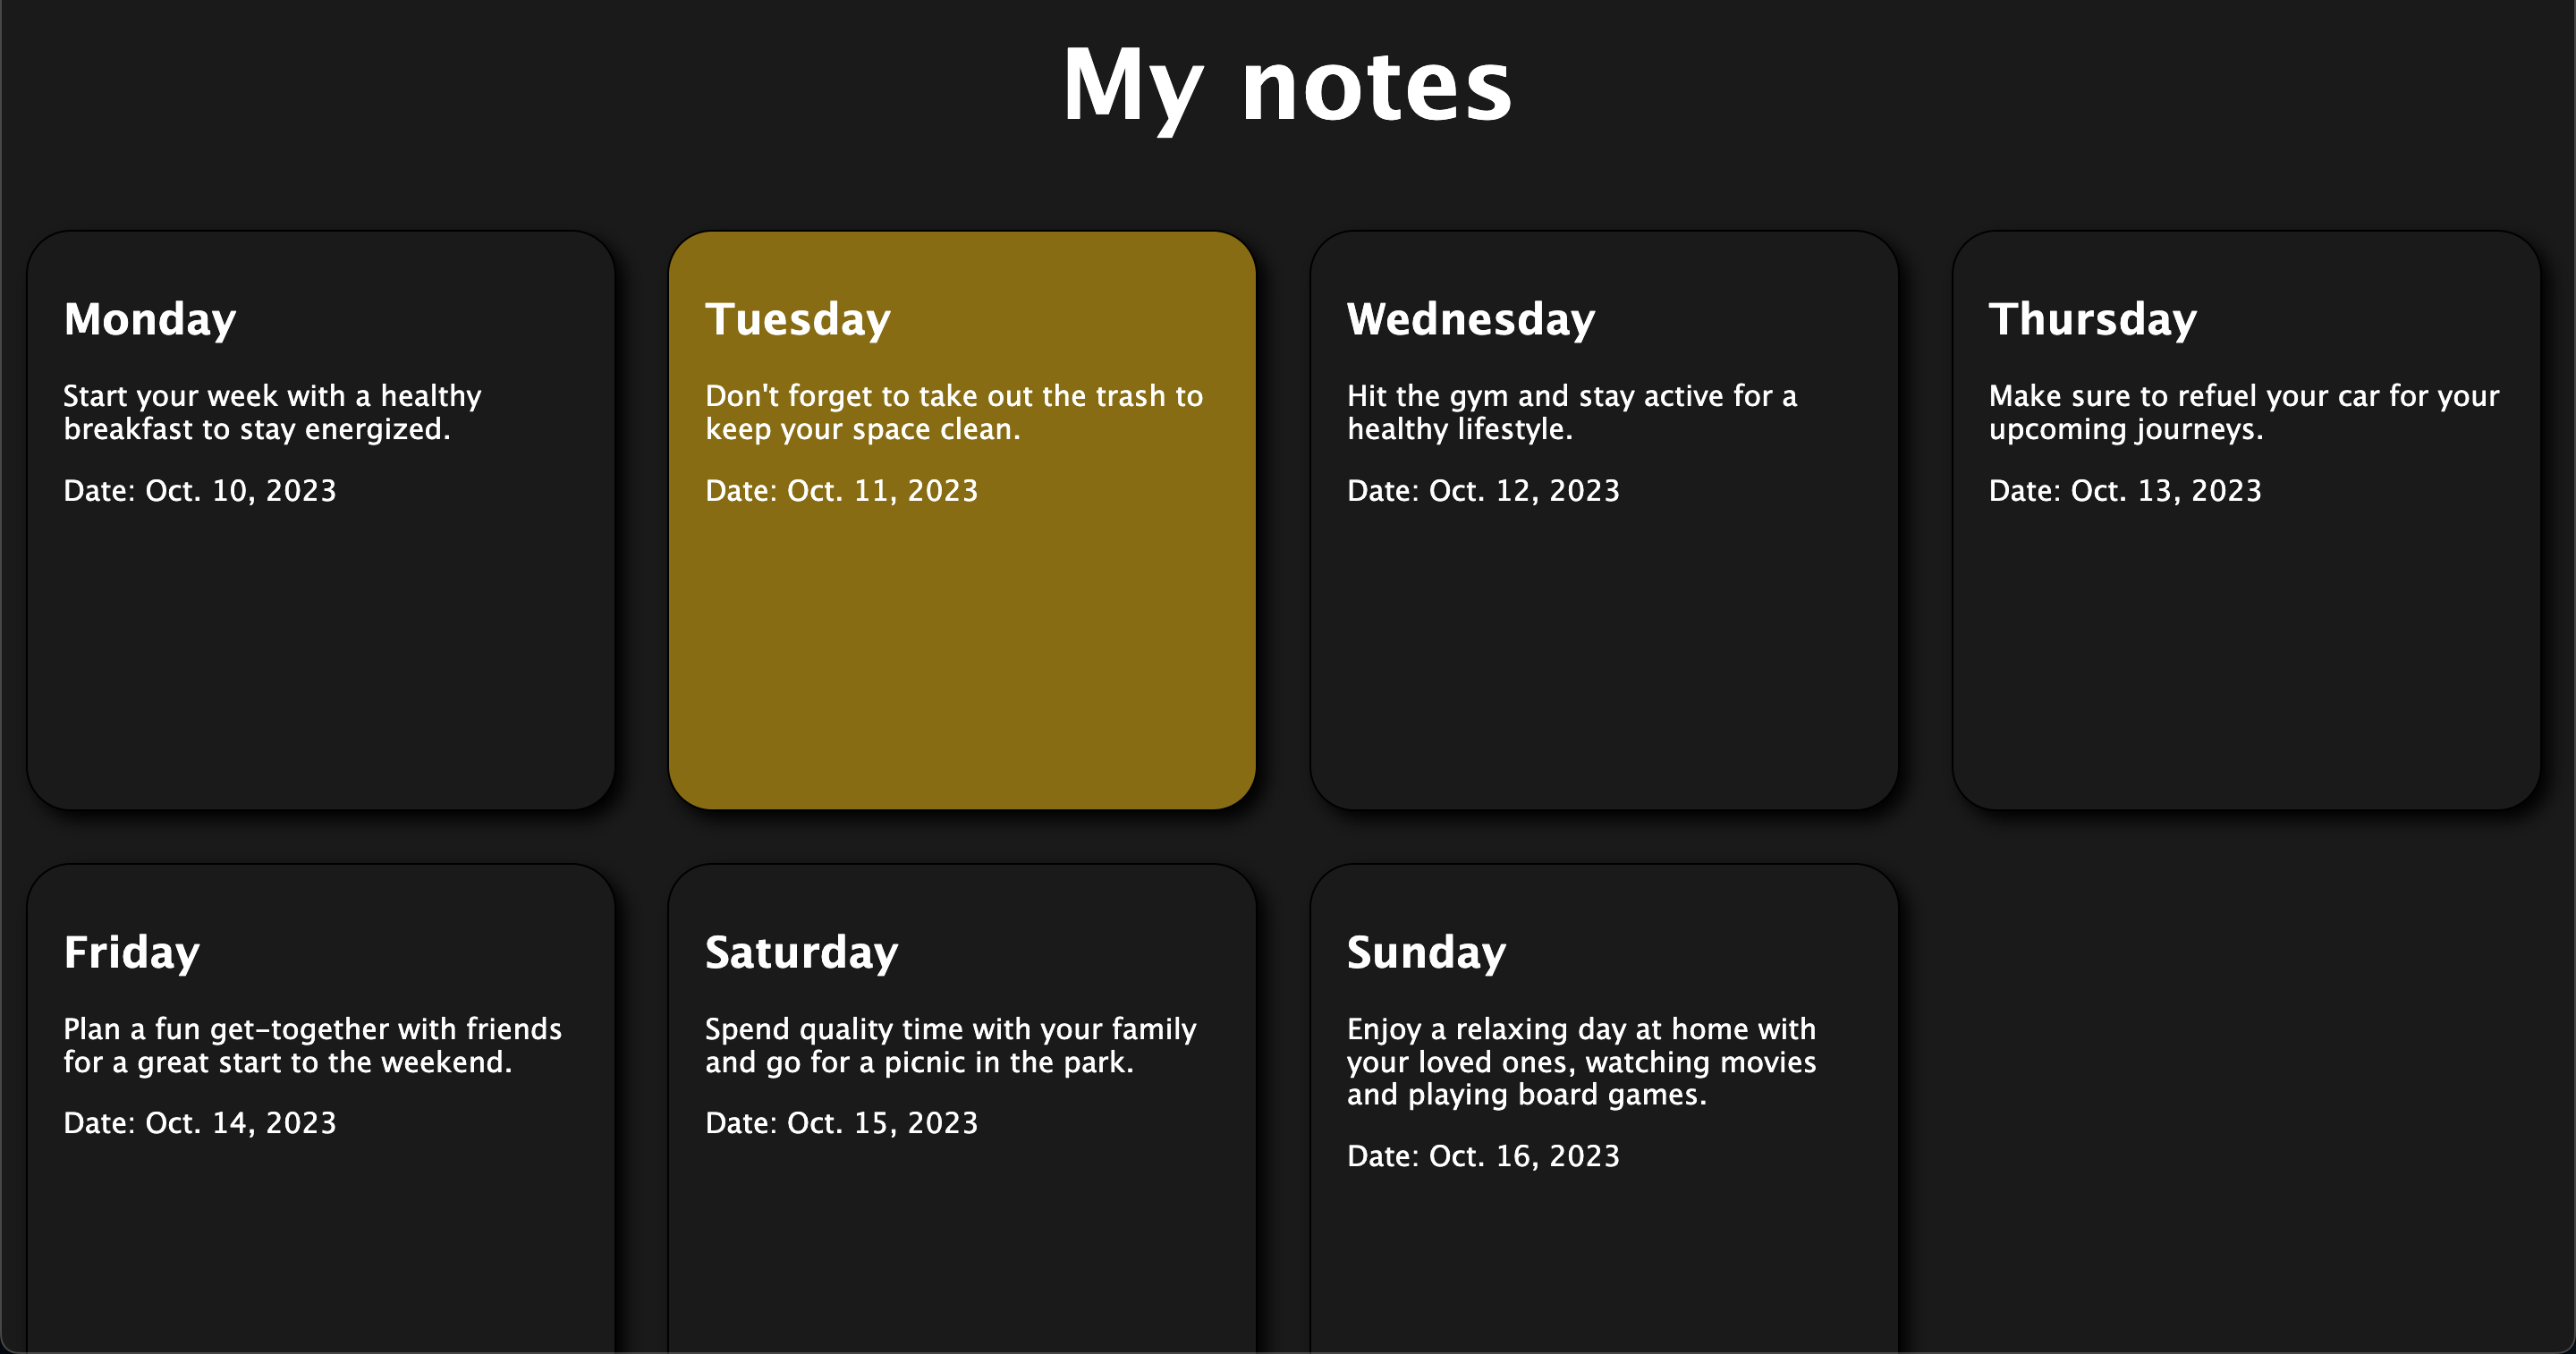 My notes
Monday
Start your week with a healthy
breakfast to stay energized.
Date: Oct. 10, 2023
Tuesday
Don't forget to take out the trash to
keep your space clean.
Date: Oct. 11, 2023
Wednesday
Hit the gym and stay active for a
healthy lifestyle.
Date: Oct. 12, 2023
Thursday
Make sure to refuel your car for your
upcoming journeys.
Date: Oct. 13, 2023
Friday
Plan a fun get-together with friends
for a great start to the weekend.
Date: Oct. 14, 2023
Saturday
Spend quality time with your family
and go for a picnic in the park.
Date: Oct. 15, 2023
Sunday
Enjoy a relaxing day at home with
your loved ones, watching movies
and playing board games.
Date: Oct. 16, 2023